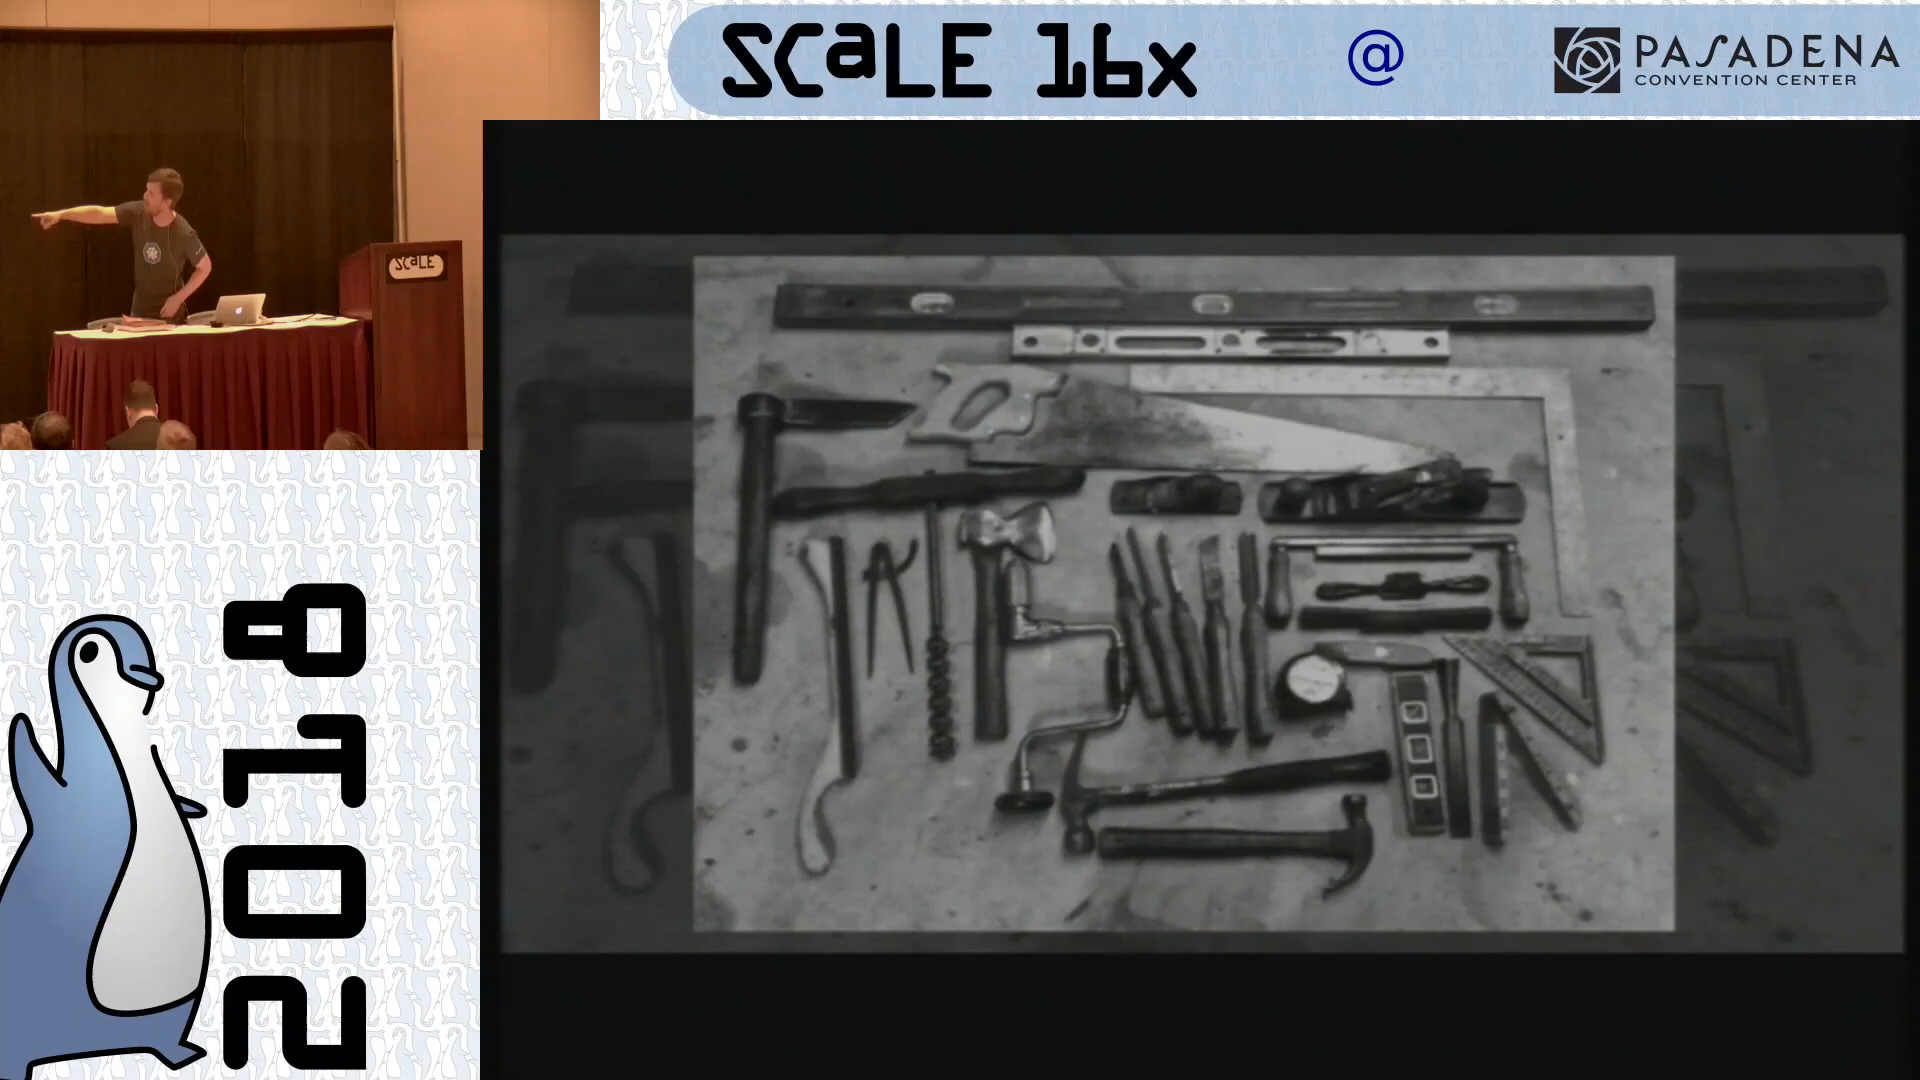 SCaLE 16x
@
PASADENA
CONVENTION CENTER
SCaLE
2018